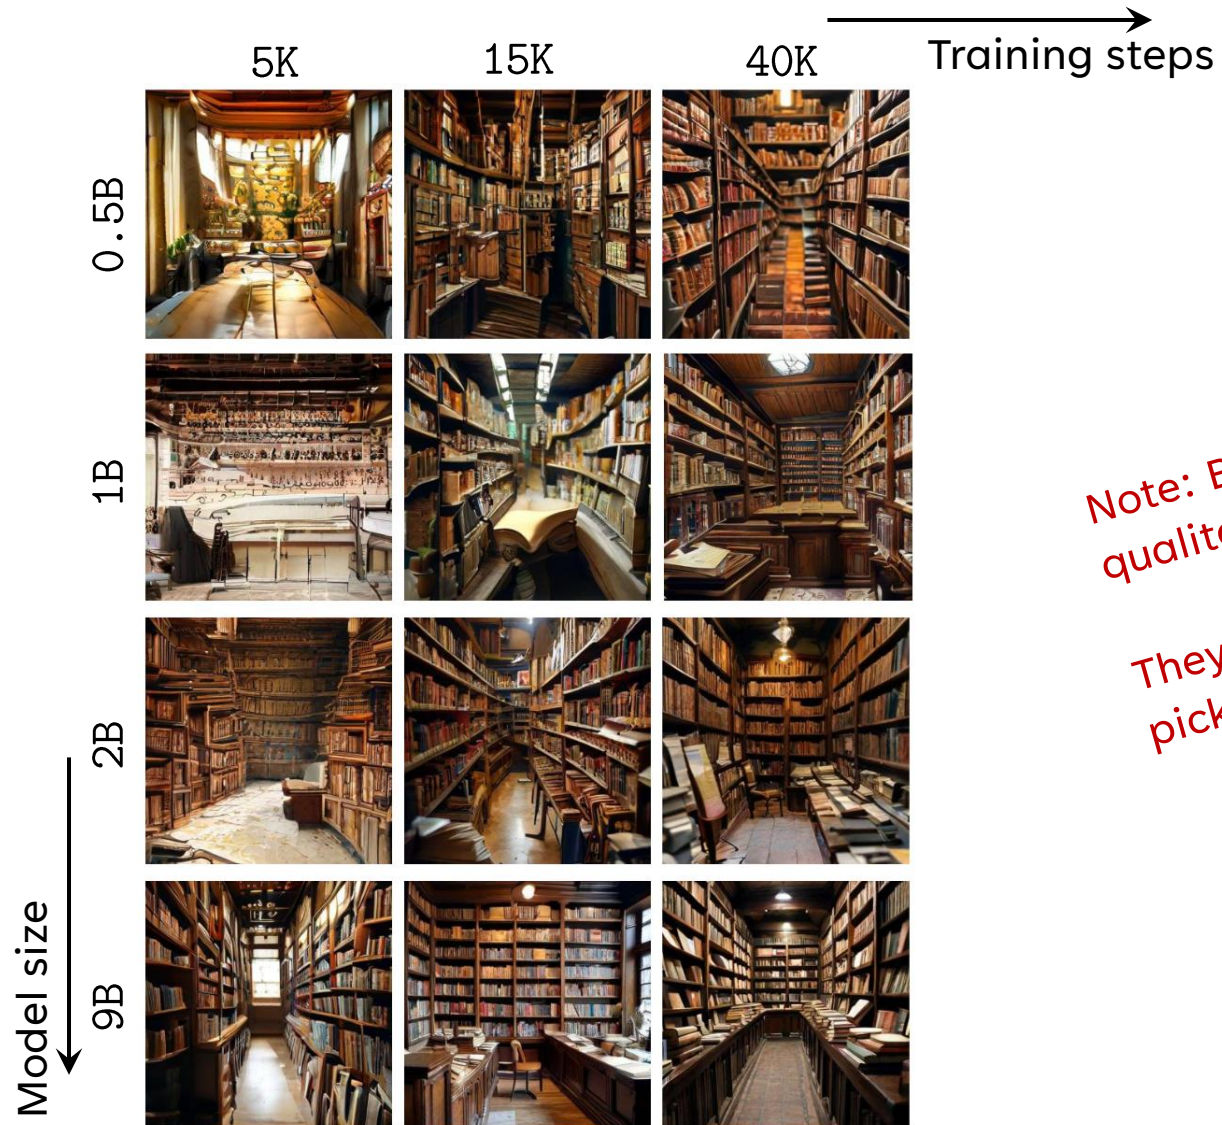 Training steps
5K 15K 40K
0.5B
1B
2B
9B
Model size
Note:
They